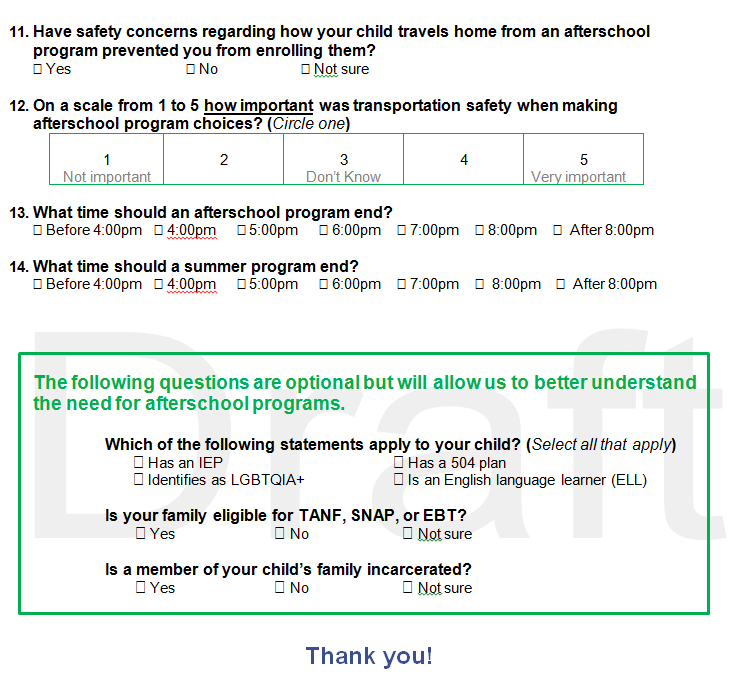 11. Have safety concerns regarding how your child travels home from an afterschool
program prevented you from enrolling them?
□ Yes □ No □ Not sure
12. On a scale from 1 to 5 how important was transportation safety when making
afterschool program choices? (Circle one)
1 2 3 4 5
Not important Don't Know Very important
13. What time should an afterschool program end?
□ Before 4:00pm □ 4:00pm □ 5:00pm □ 6:00pm □ 7:00pm □ 8:00pm □ After 8:00pm
14. What time should a summer program end?
□ Before 4:00pm □ 4:00pm □ 5:00pm □ 6:00pm □ 7:00pm □ 8:00pm □ After 8:00pm
Draft
The following questions are optional but will allow us to better understand
the need for afterschool programs.
Which of the following statements apply to your child? (Select all that apply)
□ Has an IEP □ Has a 504 plan
□ Identifies as LGBTQIA+ □ Is an English language learner (ELL)
Is your family eligible for TANF, SNAP, or EBT?
□ Yes □ No □ Not sure
Is a member of your child's family incarcerated?
□ Yes □ No □ Not sure
Thank you!